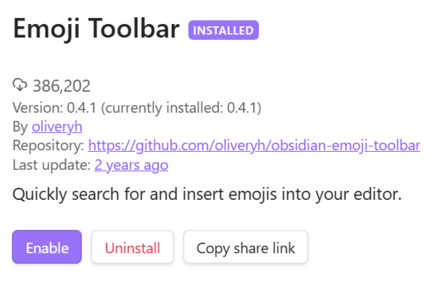 Emoji Toolbar INSTALLED
386,202
Version: 0.4.1 (currently installed: 0.4.1)
By oliveryh
Repository: https://github.com/oliveryh/obsidian-emoji-toolbar
Last update: 2 years ago
Quickly search for and insert emojis into your editor.
Enable Uninstall Copy share link